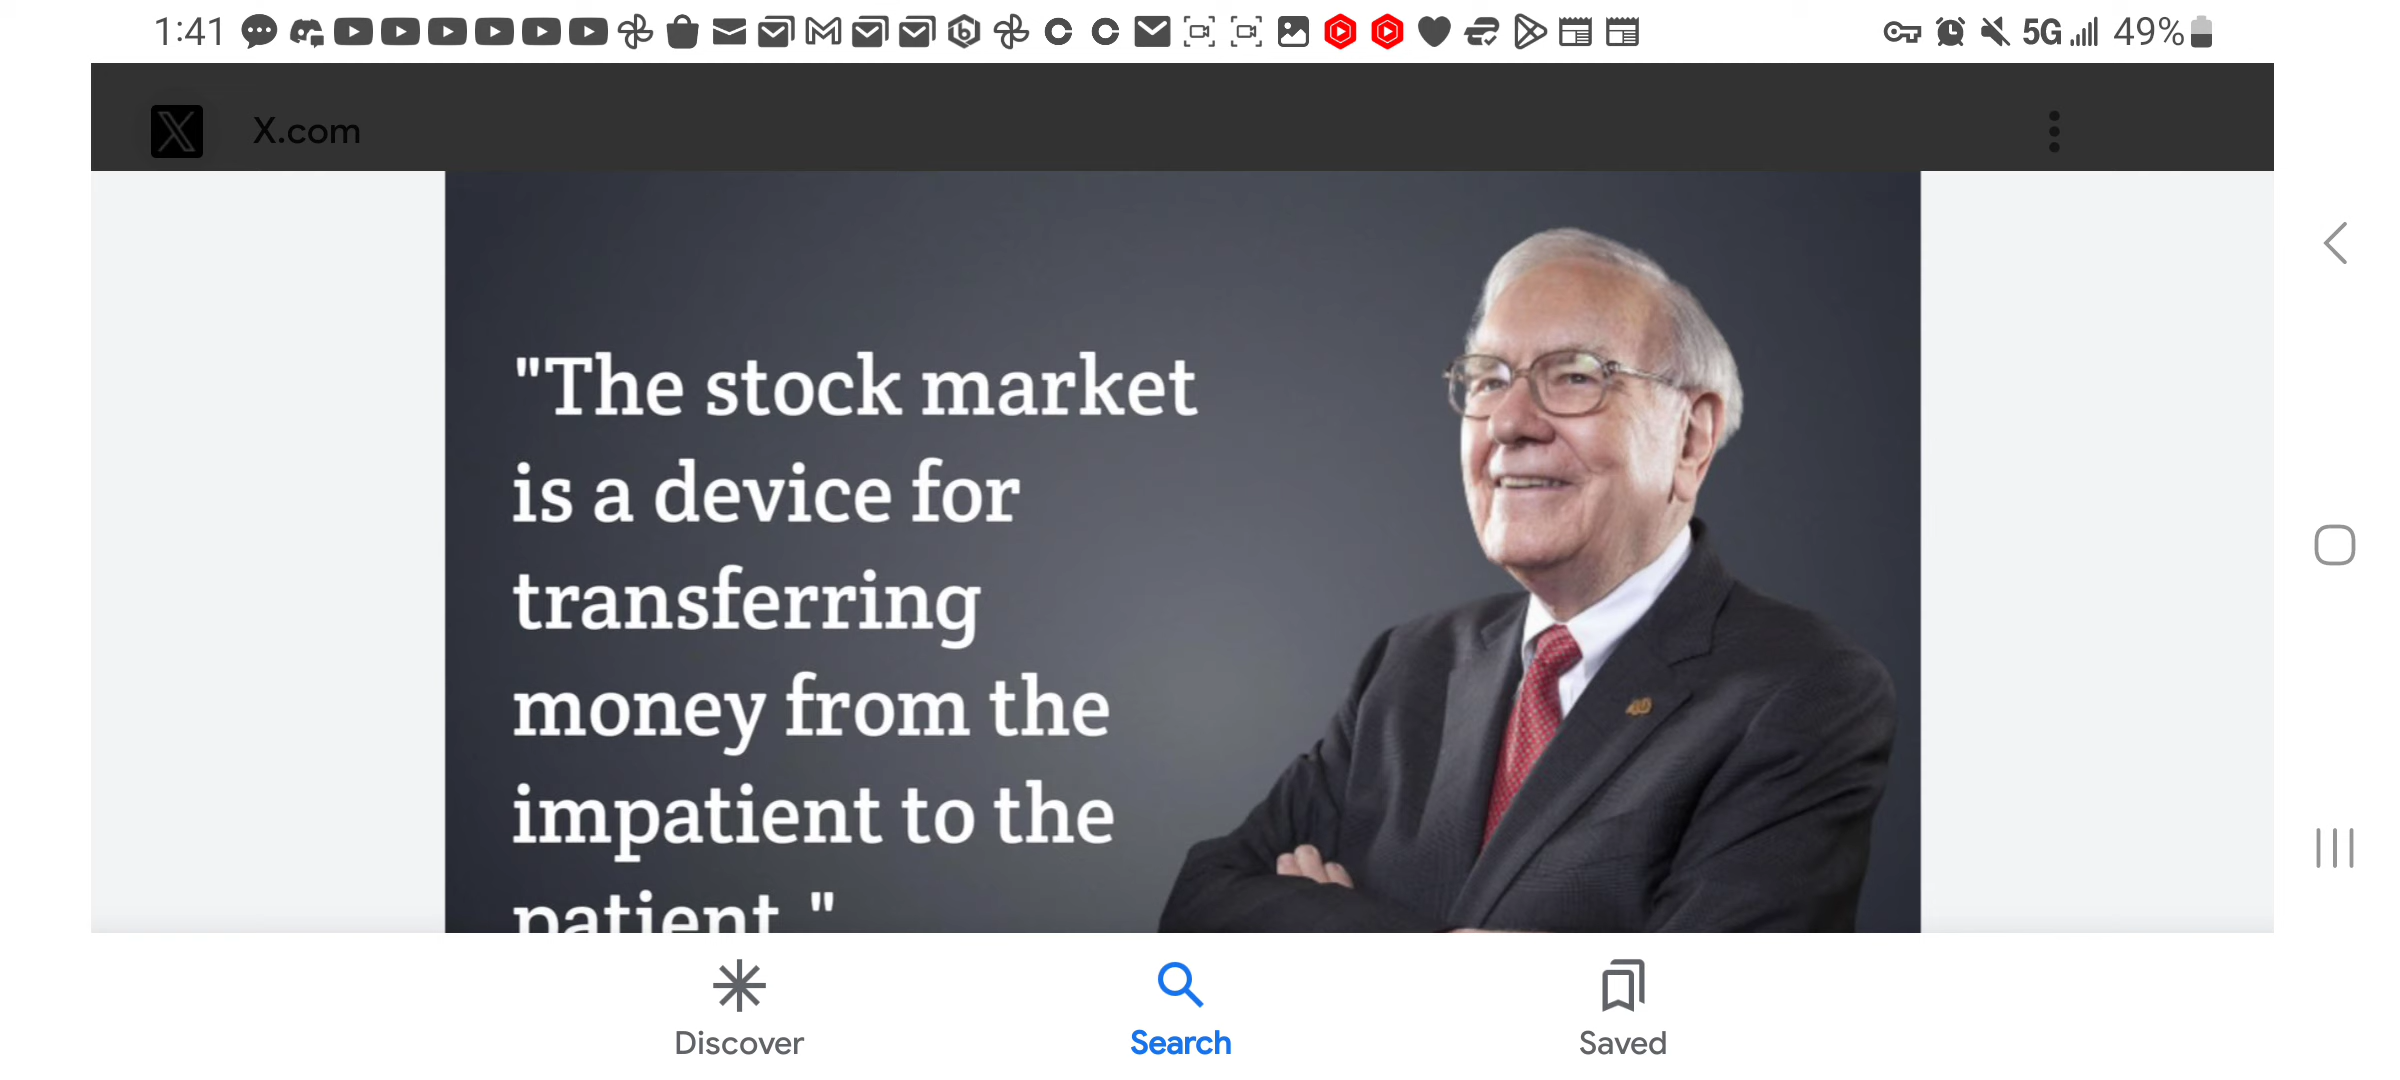 1:41
5G
49%
X.com
"The stock market
is a device for
transferring
money from the
impatient to the
patient."
Discover
Search
Saved